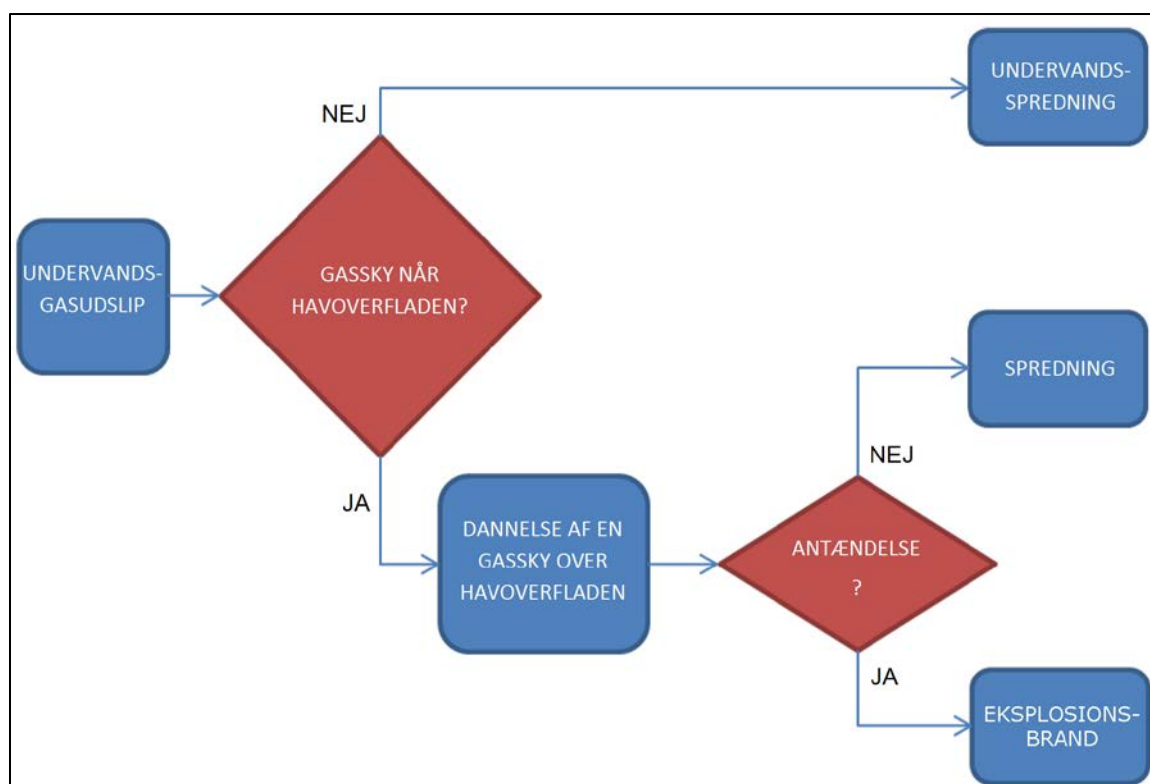 UNDERVANDS-
SPREDNING
NEJ
UNDERVANDS-
GASUDSLIP
GASSKY NÅR
HAVOVERFLADEN?
SPREDNING
NEJ
JA
DANNELSE AF EN
GASSKY OVER
HAVOVERFLADEN
ANTÆNDELSE
?
JA
EKSPLOSIONS-
BRAND